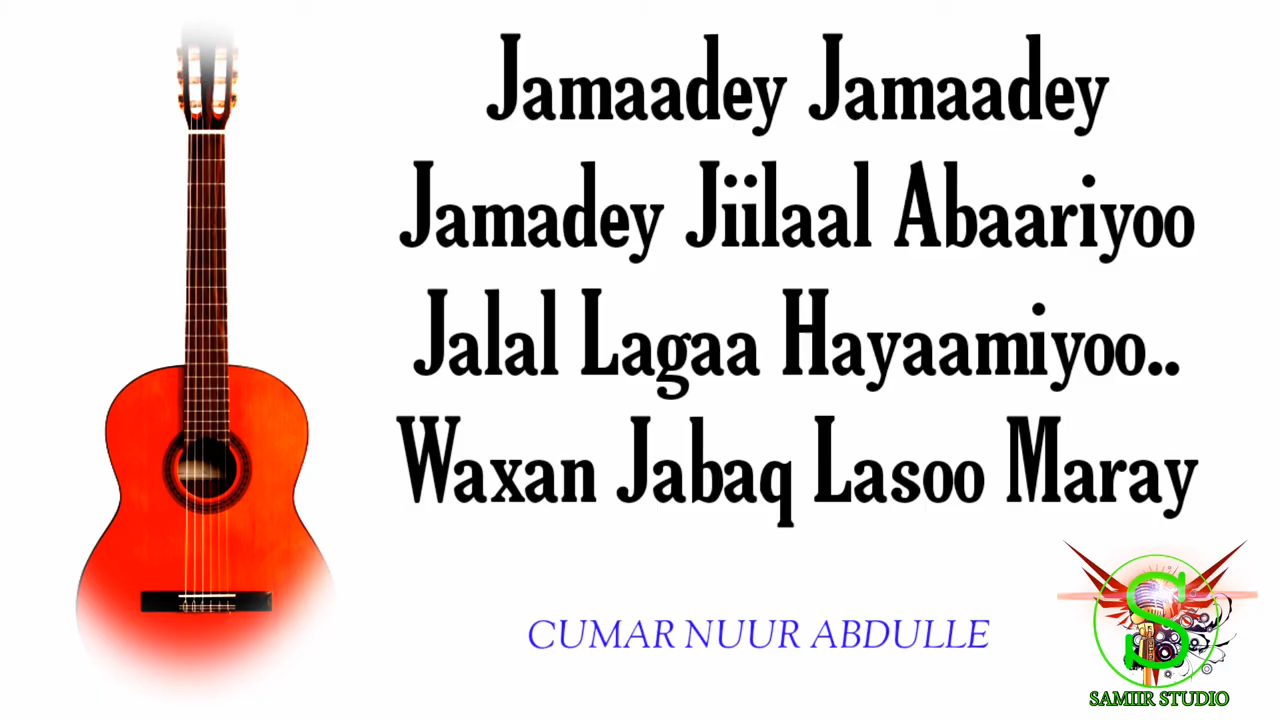 Jamaadey Jamaadey
Jamadey Jiilaal Abaariyoo
Jalal Lagaa Hayaamiyoo..
Waxan Jabaq Lasoo Maray
CUMAR NUUR ABDULLE
S
SAMIIR STUDIO